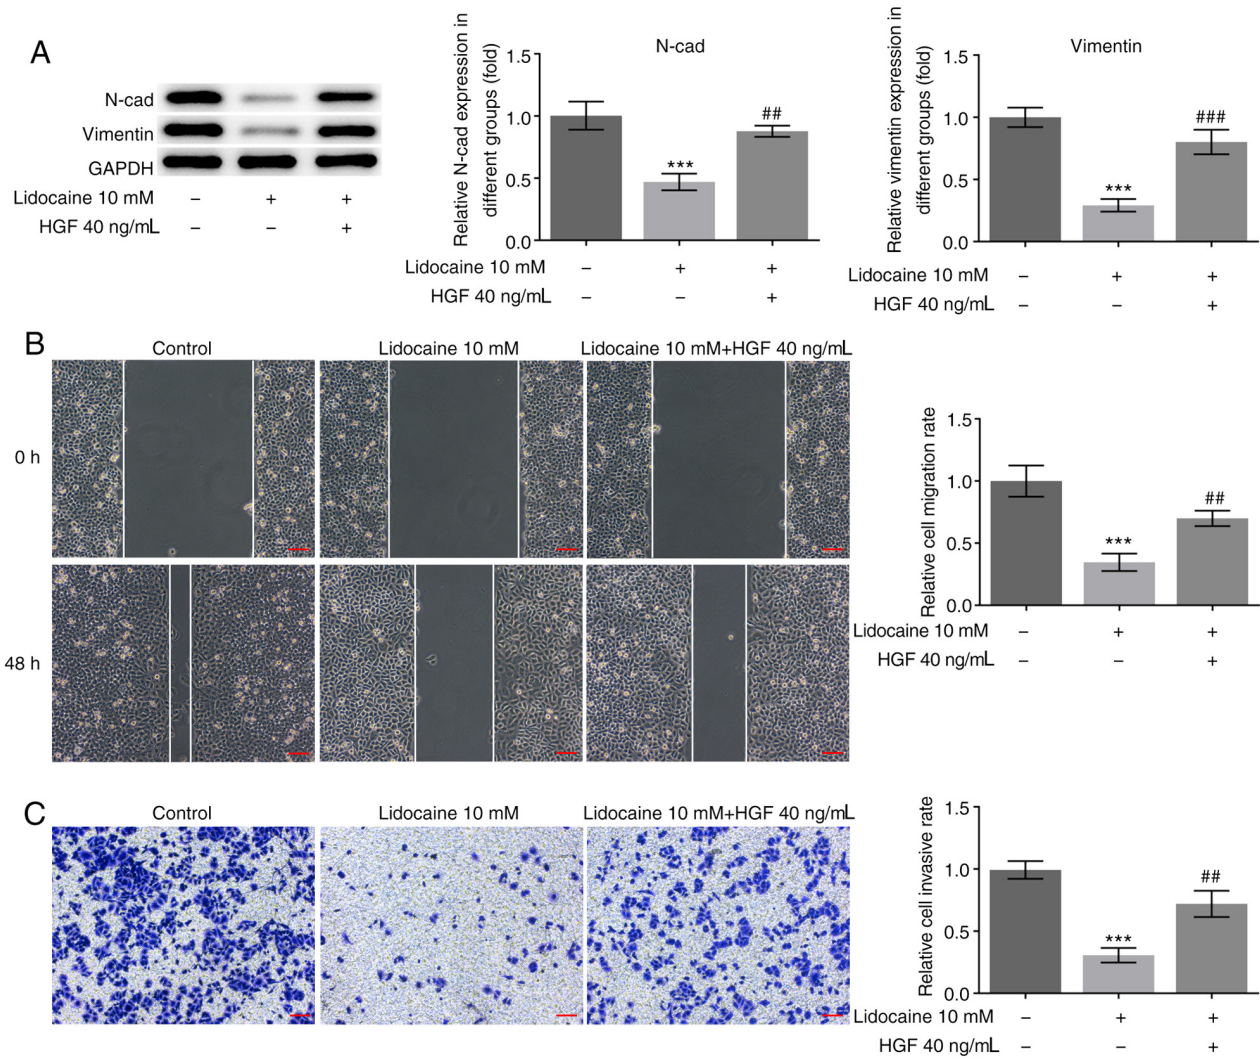 A
N-cad
Vimentin
GAPDH
Lidocaine 10 mM – + +
HGF 40 ng/mL – – +
N-cad
Relative N-cad expression in
different groups (fold)
1.5
1.0
0.5
0.0
***
##
Lidocaine 10 mM – + +
HGF 40 ng/mL – – +
Vimentin
Relative vimentin expression in
different groups (fold)
1.5
1.0
0.5
0.0
***
###
Lidocaine 10 mM – + +
HGF 40 ng/mL – – +
B
Control Lidocaine 10 mM Lidocaine 10 mM+HGF 40 ng/mL
0 h
48 h
Relative cell migration rate
1.5
1.0
0.5
0.0
***
##
Lidocaine 10 mM – + +
HGF 40 ng/mL – – +
C
Control Lidocaine 10 mM Lidocaine 10 mM+HGF 40 ng/mL
Relative cell invasive rate
1.5
1.0
0.5
0.0
***
##
Lidocaine 10 mM – + +
HGF 40 ng/mL – – +